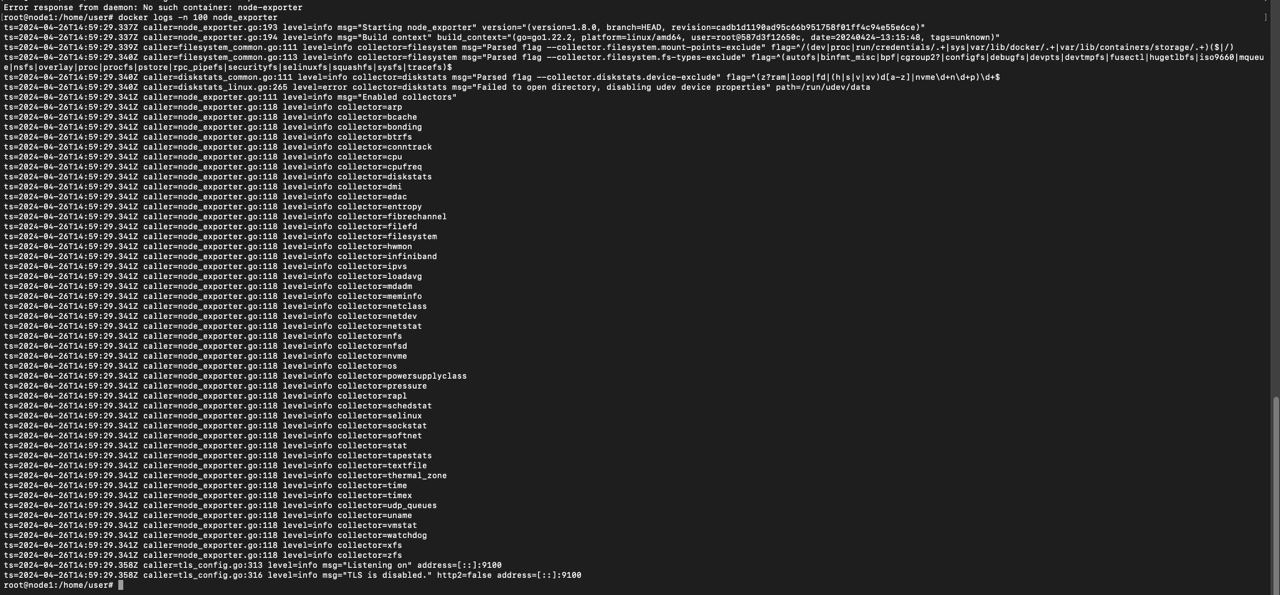 Error response from daemon: No such container: node-exporter
[root@node1:/home/user# docker logs -n 100 node_exporter ]
ts=2024-04-26T14:59:29.337Z caller=node_exporter.go:193 level=info msg="Starting node_exporter" version="(version=1.8.0, branch=HEAD, revision=cadb1d1190ad95c66b951758f01ff4c94e55e6ce)"
ts=2024-04-26T14:59:29.337Z caller=node_exporter.go:194 level=info msg="Build context" build_context="(go=go1.22.2, platform=linux/amd64, user=root@587d3f12650c, date=20240424-13:15:48, tags=unknown)"
ts=2024-04-26T14:59:29.339Z caller=filesystem_common.go:111 level=info collector=filesystem msg="Parsed flag --collector.filesystem.mount-points-exclude" flag=^/(dev|proc|run/credentials/.+|sys|var/lib/docker/.+|var/lib/containers/storage/.+)($|/)
ts=2024-04-26T14:59:29.340Z caller=filesystem_common.go:113 level=info collector=filesystem msg="Parsed flag --collector.filesystem.fs-types-exclude" flag=^(autofs|binfmt_misc|bpf|cgroup2?|configfs|debugfs|devpts|devtmpfs|fusectl|hugetlbfs|iso9660|mqueu
e|nsfs|overlay|proc|procfs|pstore|rpc_pipefs|securityfs|selinuxfs|squashfs|sysfs|tracefs)$
ts=2024-04-26T14:59:29.340Z caller=diskstats_common.go:111 level=info collector=diskstats msg="Parsed flag --collector.diskstats.device-exclude" flag=^(z?ram|loop|fd|(h|s|v|xv)d[a-z]|nvme\d+n\d+p)\d+$
ts=2024-04-26T14:59:29.340Z caller=diskstats_linux.go:265 level=error collector=diskstats msg="Failed to open directory, disabling udev device properties" path=/run/udev/data
ts=2024-04-26T14:59:29.341Z caller=node_exporter.go:111 level=info msg="Enabled collectors"
ts=2024-04-26T14:59:29.341Z caller=node_exporter.go:118 level=info collector=arp
ts=2024-04-26T14:59:29.341Z caller=node_exporter.go:118 level=info collector=bcache
ts=2024-04-26T14:59:29.341Z caller=node_exporter.go:118 level=info collector=bonding
ts=2024-04-26T14:59:29.341Z caller=node_exporter.go:118 level=info collector=btrfs
ts=2024-04-26T14:59:29.341Z caller=node_exporter.go:118 level=info collector=conntrack
ts=2024-04-26T14:59:29.341Z caller=node_exporter.go:118 level=info collector=cpu
ts=2024-04-26T14:59:29.341Z caller=node_exporter.go:118 level=info collector=cpufreq
ts=2024-04-26T14:59:29.341Z caller=node_exporter.go:118 level=info collector=diskstats
ts=2024-04-26T14:59:29.341Z caller=node_exporter.go:118 level=info collector=dmi
ts=2024-04-26T14:59:29.341Z caller=node_exporter.go:118 level=info collector=edac
ts=2024-04-26T14:59:29.341Z caller=node_exporter.go:118 level=info collector=entropy
ts=2024-04-26T14:59:29.341Z caller=node_exporter.go:118 level=info collector=fibrechannel
ts=2024-04-26T14:59:29.341Z caller=node_exporter.go:118 level=info collector=filefd
ts=2024-04-26T14:59:29.341Z caller=node_exporter.go:118 level=info collector=filesystem
ts=2024-04-26T14:59:29.341Z caller=node_exporter.go:118 level=info collector=hwmon
ts=2024-04-26T14:59:29.341Z caller=node_exporter.go:118 level=info collector=infiniband
ts=2024-04-26T14:59:29.341Z caller=node_exporter.go:118 level=info collector=ipvs
ts=2024-04-26T14:59:29.341Z caller=node_exporter.go:118 level=info collector=loadavg
ts=2024-04-26T14:59:29.341Z caller=node_exporter.go:118 level=info collector=mdadm
ts=2024-04-26T14:59:29.341Z caller=node_exporter.go:118 level=info collector=meminfo
ts=2024-04-26T14:59:29.341Z caller=node_exporter.go:118 level=info collector=netclass
ts=2024-04-26T14:59:29.341Z caller=node_exporter.go:118 level=info collector=netdev
ts=2024-04-26T14:59:29.341Z caller=node_exporter.go:118 level=info collector=netstat
ts=2024-04-26T14:59:29.341Z caller=node_exporter.go:118 level=info collector=nfs
ts=2024-04-26T14:59:29.341Z caller=node_exporter.go:118 level=info collector=nfsd
ts=2024-04-26T14:59:29.341Z caller=node_exporter.go:118 level=info collector=nvme
ts=2024-04-26T14:59:29.341Z caller=node_exporter.go:118 level=info collector=os
ts=2024-04-26T14:59:29.341Z caller=node_exporter.go:118 level=info collector=powersupplyclass
ts=2024-04-26T14:59:29.341Z caller=node_exporter.go:118 level=info collector=pressure
ts=2024-04-26T14:59:29.341Z caller=node_exporter.go:118 level=info collector=rapl
ts=2024-04-26T14:59:29.341Z caller=node_exporter.go:118 level=info collector=schedstat
ts=2024-04-26T14:59:29.341Z caller=node_exporter.go:118 level=info collector=selinux
ts=2024-04-26T14:59:29.341Z caller=node_exporter.go:118 level=info collector=sockstat
ts=2024-04-26T14:59:29.341Z caller=node_exporter.go:118 level=info collector=softnet
ts=2024-04-26T14:59:29.341Z caller=node_exporter.go:118 level=info collector=stat
ts=2024-04-26T14:59:29.341Z caller=node_exporter.go:118 level=info collector=tapestats
ts=2024-04-26T14:59:29.341Z caller=node_exporter.go:118 level=info collector=textfile
ts=2024-04-26T14:59:29.341Z caller=node_exporter.go:118 level=info collector=thermal_zone
ts=2024-04-26T14:59:29.341Z caller=node_exporter.go:118 level=info collector=time
ts=2024-04-26T14:59:29.341Z caller=node_exporter.go:118 level=info collector=timex
ts=2024-04-26T14:59:29.341Z caller=node_exporter.go:118 level=info collector=udp_queues
ts=2024-04-26T14:59:29.341Z caller=node_exporter.go:118 level=info collector=uname
ts=2024-04-26T14:59:29.341Z caller=node_exporter.go:118 level=info collector=vmstat
ts=2024-04-26T14:59:29.341Z caller=node_exporter.go:118 level=info collector=watchdog
ts=2024-04-26T14:59:29.341Z caller=node_exporter.go:118 level=info collector=xfs
ts=2024-04-26T14:59:29.341Z caller=node_exporter.go:118 level=info collector=zfs
ts=2024-04-26T14:59:29.358Z caller=tls_config.go:313 level=info msg="Listening on" address=[::]:9100
ts=2024-04-26T14:59:29.358Z caller=tls_config.go:316 level=info msg="TLS is disabled." http2=false address=[::]:9100
root@node1:/home/user#